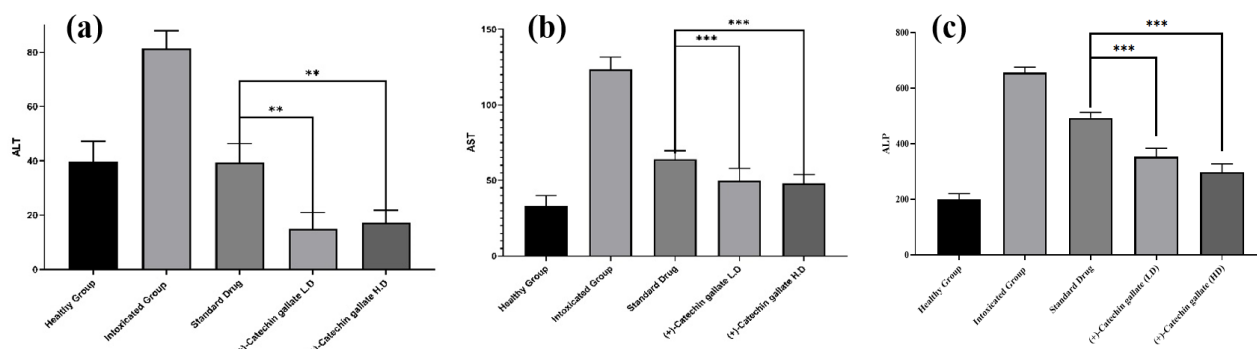 (a)
ALT
80
60
40
20
0
**
**
Healthy Group
Intoxicated Group
Standard Drug
)-Catechin gallate L.D
)-Catechin gallate H.D
(b)
AST
150
100
50
0
***
***
Healthy Group
Intoxicated Group
Standard Drug
(+)-Catechin gallate L.D
(+)-Catechin gallate H.D
(c)
ALP
800
600
400
200
0
***
***
Healthy Group
Intoxicated Group
Standard Drug
(+)-Catechin gallate (LD)
(+)-Catechin gallate (HD)